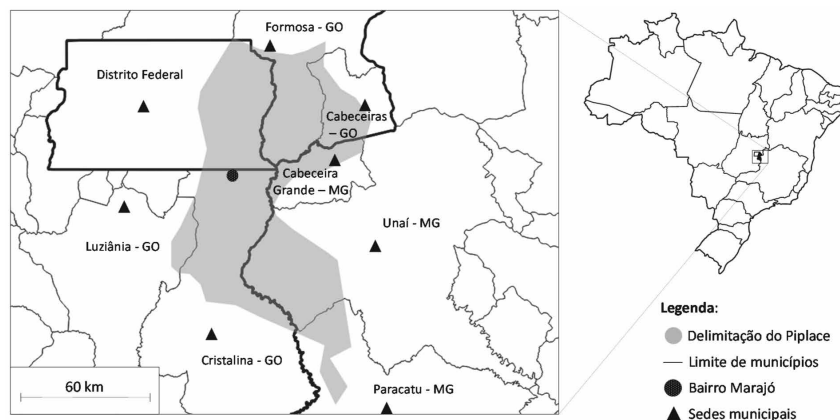 Formosa - GO
Distrito Federal
Cabeceiras
– GO
Cabeceira
Grande – MG
Luziânia - GO
Unaí - MG
Cristalina - GO
60 km
Paracatu - MG
Legenda:
Delimitação do Piplace
Limite de municípios
Bairro Marajó
Sedes municipais